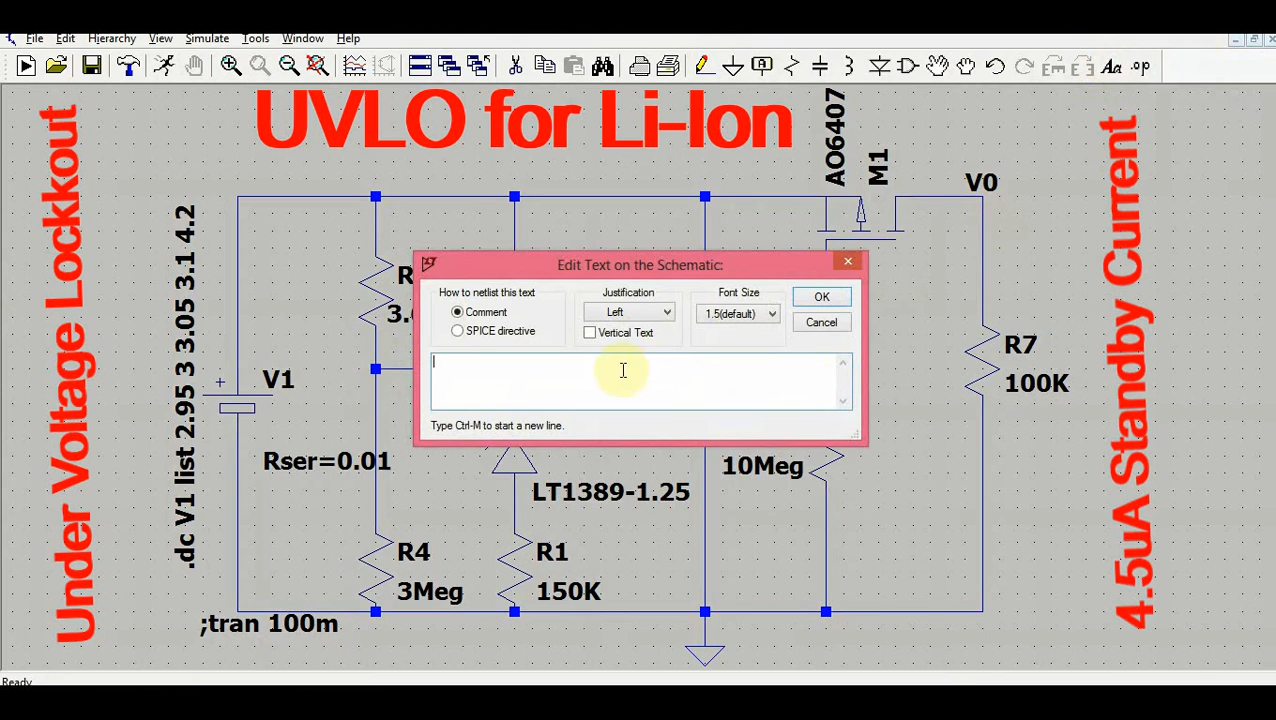 File Edit Hierarchy View Simulate Tools Window Help
Aa .op
UVLO for Li-Ion
Under Voltage Lockout
4.5uA Standby Current
.dc V1 list 2.95 3 3.05 3.1 4.2
AO6407
M1
V0
R
3.
Edit Text on the Schematic:
How to netlist this text
Comment
SPICE directive
Justification
Left
Vertical Text
Font Size
1.5(default)
OK
Cancel
Type Ctrl-M to start a new line.
V1
Rser=0.01
R7
100K
10Meg
LT1389-1.25
R4
3Meg
R1
150K
;tran 100m
Ready